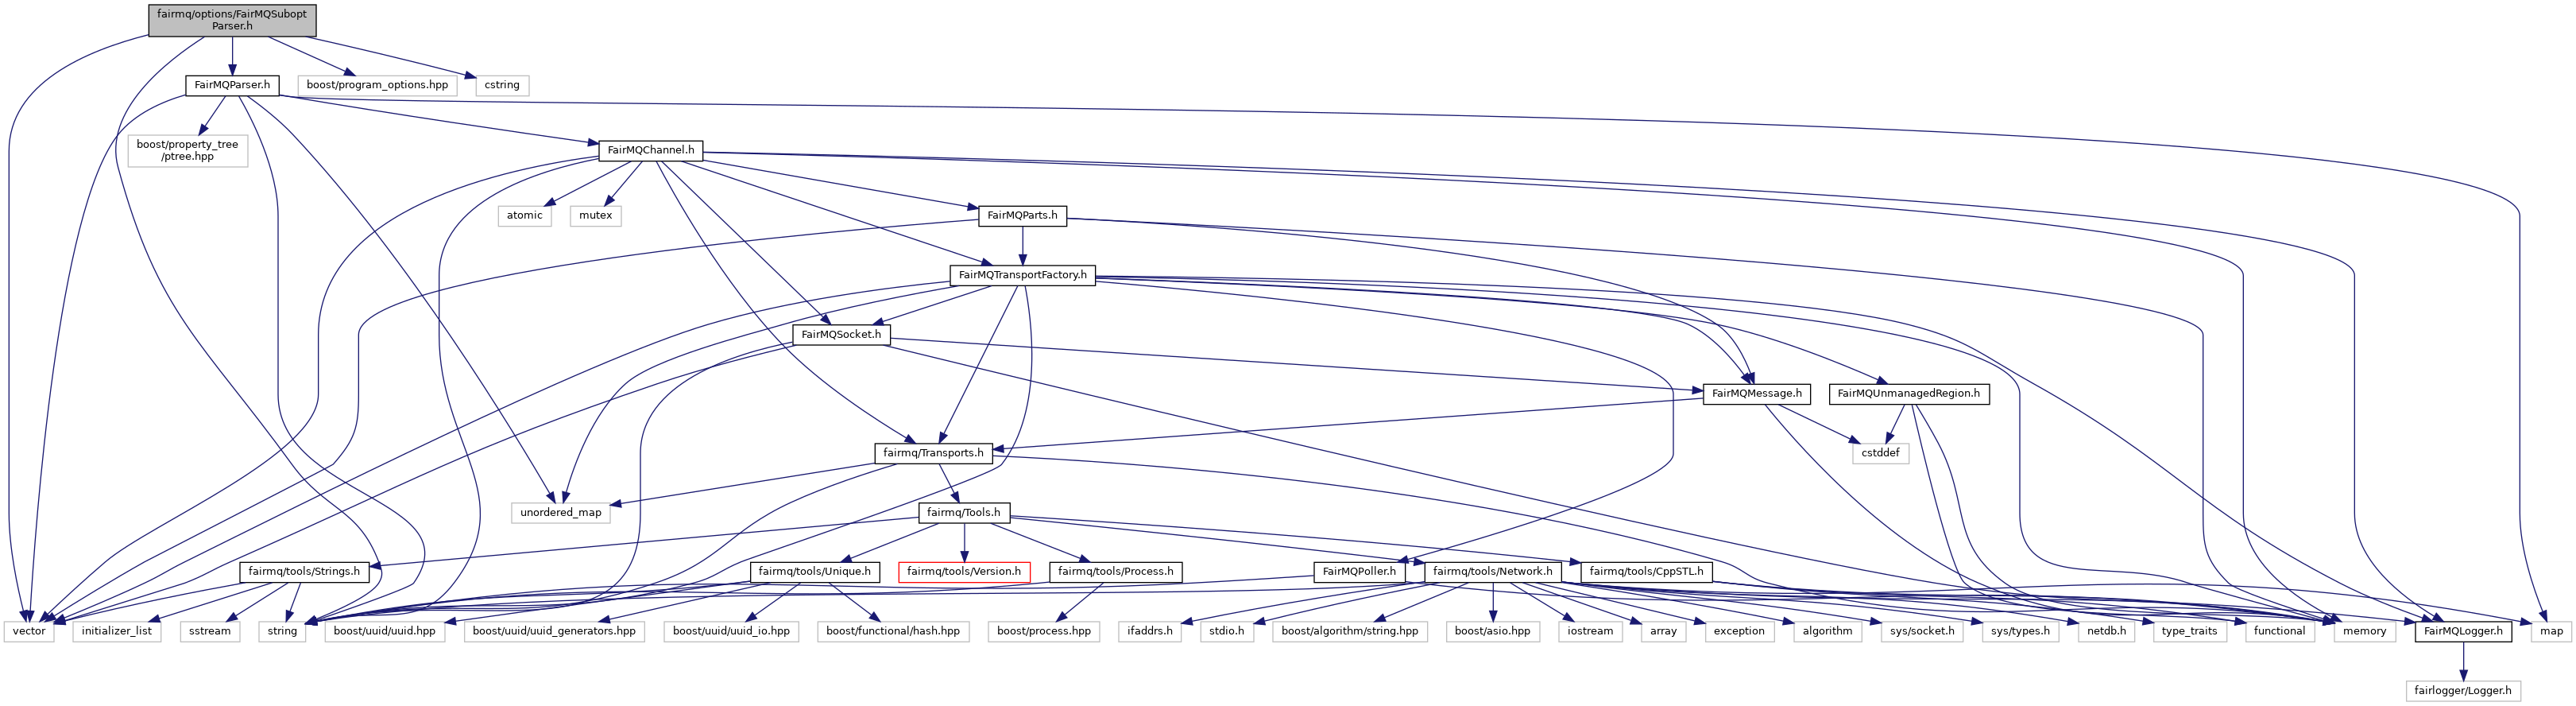 fairmq/options/FairMQSubopt
Parser.h
FairMQParser.h
boost/program_options.hpp
cstring
boost/property_tree
/ptree.hpp
FairMQChannel.h
atomic
mutex
FairMQParts.h
FairMQTransportFactory.h
FairMQSocket.h
FairMQMessage.h
FairMQUnmanagedRegion.h
fairmq/Transports.h
cstddef
unordered_map
fairmq/Tools.h
fairmq/tools/Strings.h
fairmq/tools/Unique.h
fairmq/tools/Version.h
fairmq/tools/Process.h
FairMQPoller.h
fairmq/tools/Network.h
fairmq/tools/CppSTL.h
vector
initializer_list
sstream
string
boost/uuid/uuid.hpp
boost/uuid/uuid_generators.hpp
boost/uuid/uuid_io.hpp
boost/functional/hash.hpp
boost/process.hpp
ifaddrs.h
stdio.h
boost/algorithm/string.hpp
boost/asio.hpp
iostream
array
exception
algorithm
sys/socket.h
sys/types.h
netdb.h
type_traits
functional
memory
FairMQLogger.h
map
fairlogger/Logger.h